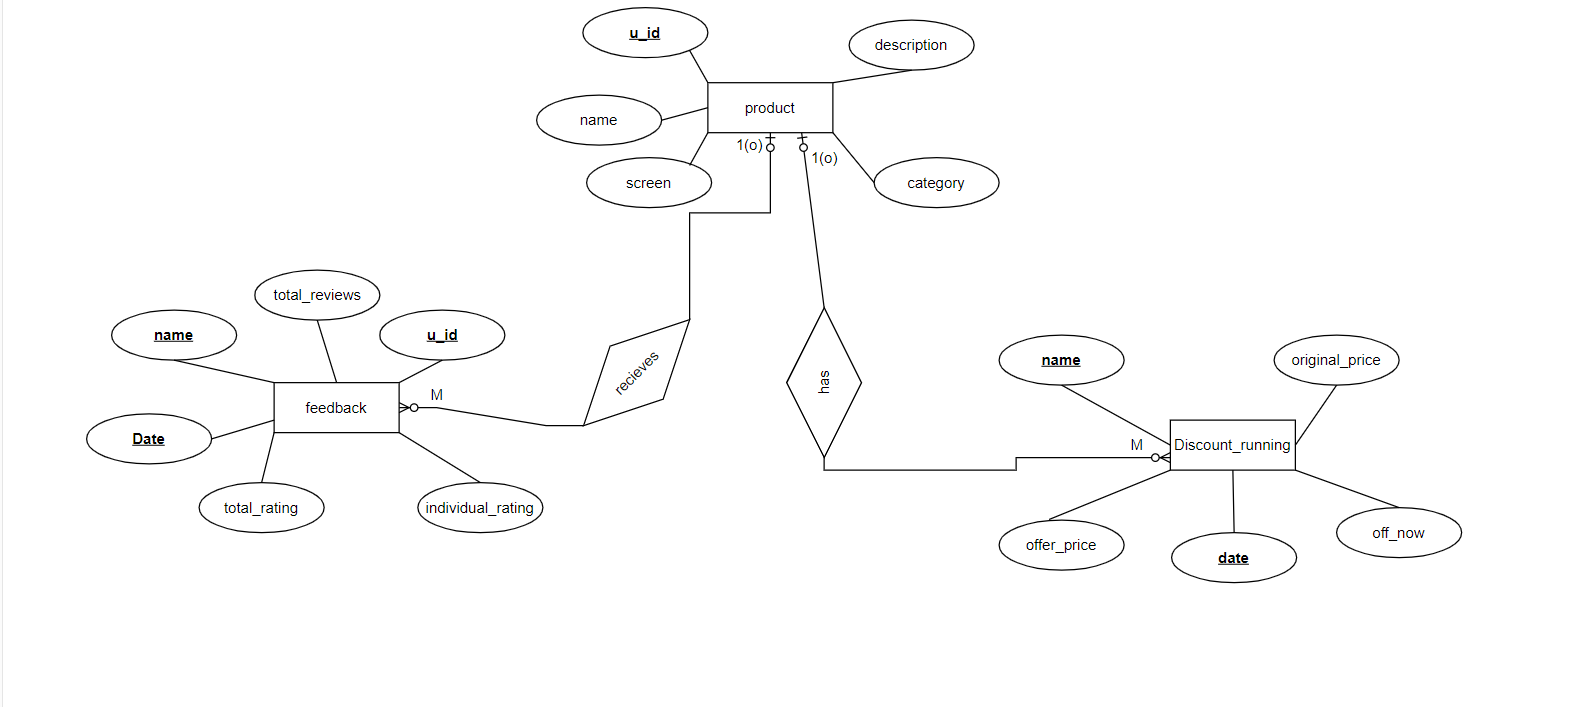 u_id
description
name
product
1(o)
1(o)
screen
category
total_reviews
name
u_id
recieves
has
M
feedback
Date
total_rating
individual_rating
name
original_price
M
Discount_running
offer_price
date
off_now